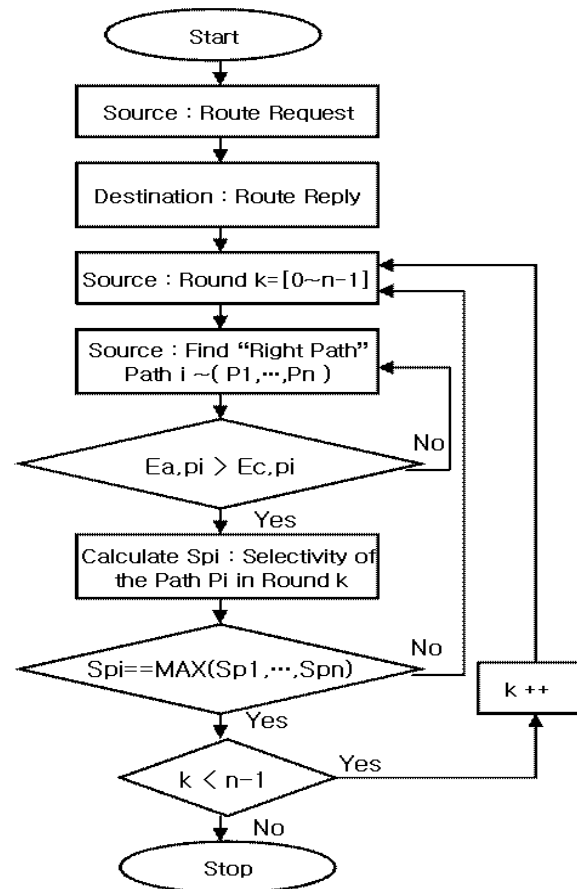 Start
Source : Route Request
Destination : Route Reply
Source : Round k=[0~n-1]
Source : Find “Right Path”
Path i ~( P1,⋯,Pn )
No
Ea,pi > Ec,pi
Yes
Calculate Spi : Selectivity of
the Path Pi in Round k
No
Spi==MAX(Sp1,⋯,Spn)
k ++
Yes
k < n-1
Yes
No
Stop